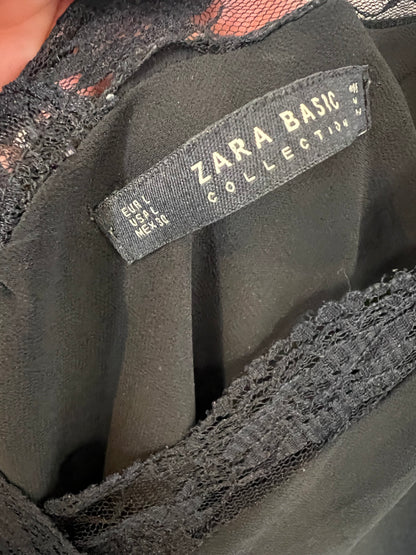 ZARA BASIC
COLLECTION
EUR L
USA L
MEX 30